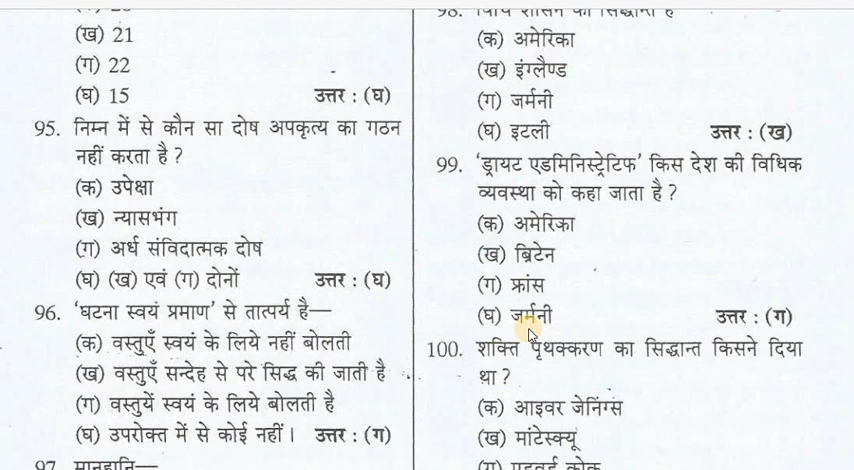 (ख) 21
(ग) 22
(घ) 15 उत्तर : (घ)
95. निम्न में से कौन सा दोष अपकृत्य का गठन
नहीं करता है ?
(क) उपेक्षा
(ख) न्यासभंग
(ग) अर्ध संविदात्मक दोष
(घ) (ख) एवं (ग) दोनों उत्तर : (घ)
96. ‘घटना स्वयं प्रमाण’ से तात्पर्य है—
(क) वस्तुएँ स्वयं के लिये नहीं बोलती
(ख) वस्तुएँ सन्देह से परे सिद्ध की जाती है
(ग) वस्तुयें स्वयं के लिये बोलती है
(घ) उपरोक्त में से कोई नहीं। उत्तर : (ग)
97. मानहानि—
98.
(क) अमेरिका
(ख) इंग्लैण्ड
(ग) जर्मनी
(घ) इटली उत्तर : (ख)
99. ‘ड्रायट एडमिनिस्ट्रेटिफ’ किस देश की विधिक
व्यवस्था को कहा जाता है ?
(क) अमेरिका
(ख) ब्रिटेन
(ग) फ्रांस
(घ) जर्मनी उत्तर : (ग)
100. शक्ति पृथक्करण का सिद्धान्त किसने दिया
था ?
(क) आइवर जेनिंग्स
(ख) मांटेस्क्यू